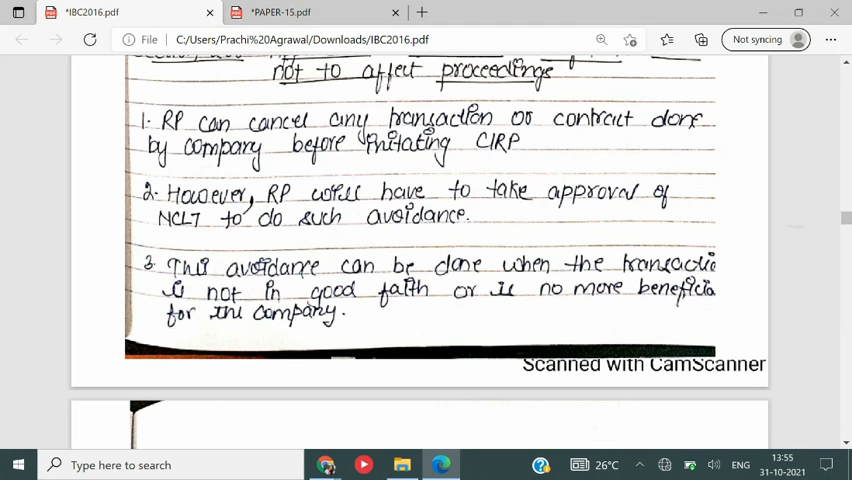 *IBC2016.pdf
*PAPER-15.pdf
File
C:/Users/Prachi%20Agrawal/Downloads/IBC2016.pdf
Not syncing
not to affect proceedings
1. RP can cancel any transaction or contract done
by company before initating CIRP
2. However, RP will have to take approval of
NCLT to do such avoidance.
3. This avoidance can be done when the transactio
is not in good faith or is no more beneficia
for the company.
Scanned with CamScanner
Type here to search
26°C
ENG
13:55
31-10-2021